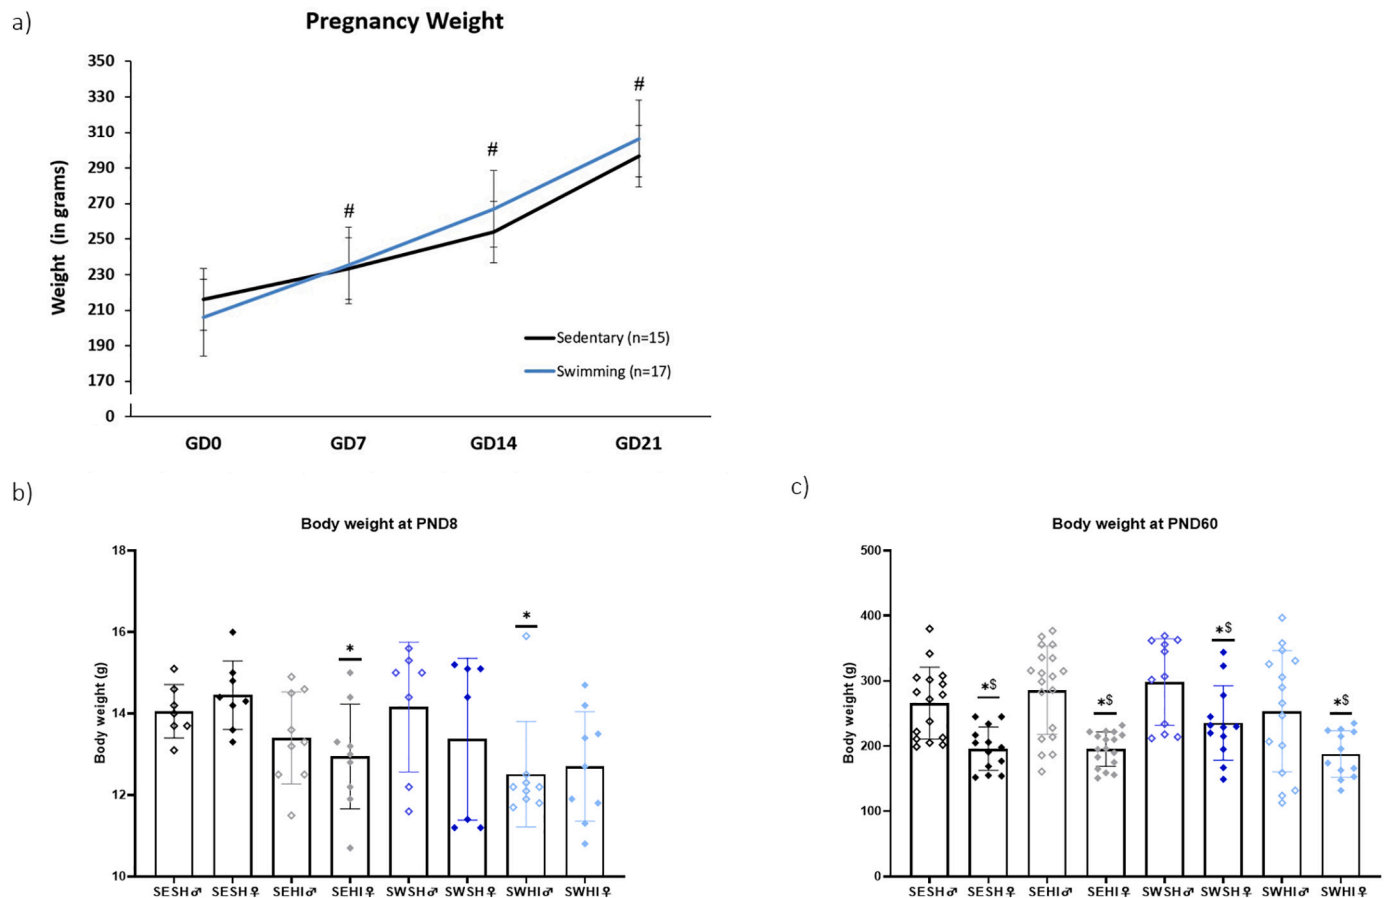 a)
Pregnancy Weight
350
330
310
290
270
250
230
210
190
170
0
Weight (in grams)
#
#
#
Sedentary (n=15)
Swimming (n=17)
GD0 GD7 GD14 GD21
b)
Body weight at PND8
18
16
14
12
10
Body weight (g)
*
*
SESH♂ SESH♀ SEHI♂ SEHI♀ SWSH♂ SWSH♀ SWHI♂ SWHI♀
c)
Body weight at PND60
500
400
300
200
100
0
Body weight (g)
*$
*$
*$
*$
SESH♂ SESH♀ SEHI♂ SEHI♀ SWSH♂ SWSH♀ SWHI♂ SWHI♀